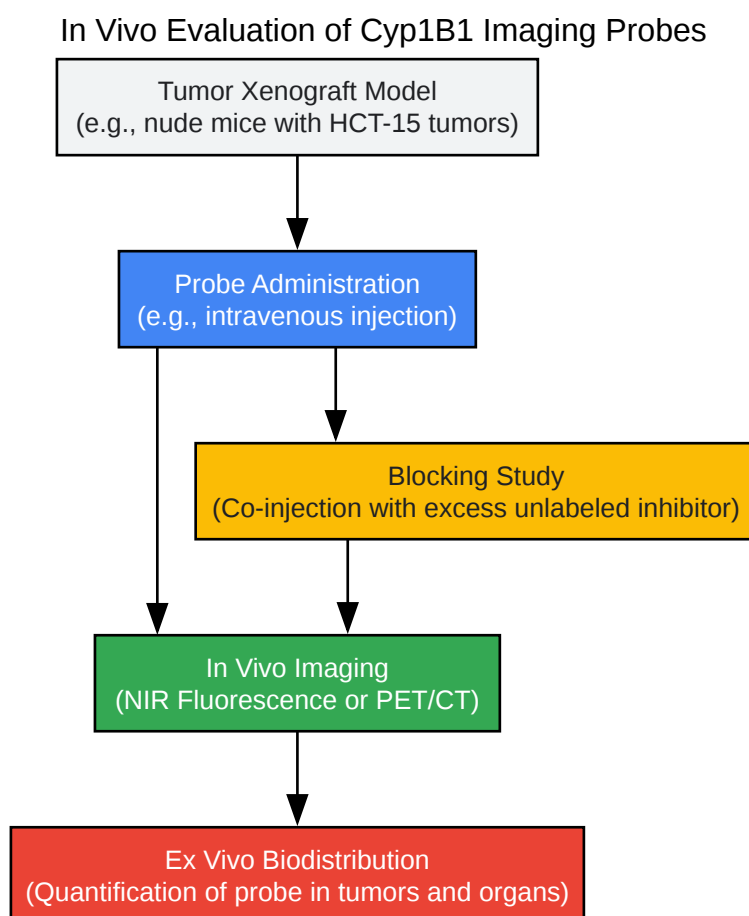 In Vivo Evaluation of Cyp1B1 Imaging Probes
Tumor Xenograft Model
(e.g., nude mice with HCT-15 tumors)
Probe Administration
(e.g., intravenous injection)
Blocking Study
(Co-injection with excess unlabeled inhibitor)
In Vivo Imaging
(NIR Fluorescence or PET/CT)
Ex Vivo Biodistribution
(Quantification of probe in tumors and organs)